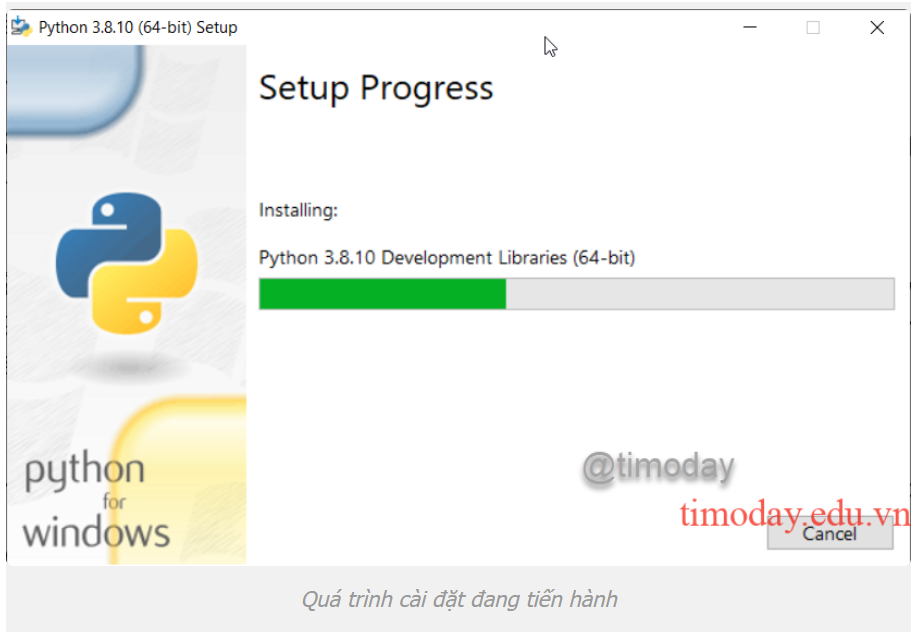 Python 3.8.10 (64-bit) Setup
Setup Progress
Installing:
Python 3.8.10 Development Libraries (64-bit)
python
for
windows
@timoday
timoday.edu.vn
Cancel
Quá trình cài đặt đang tiến hành